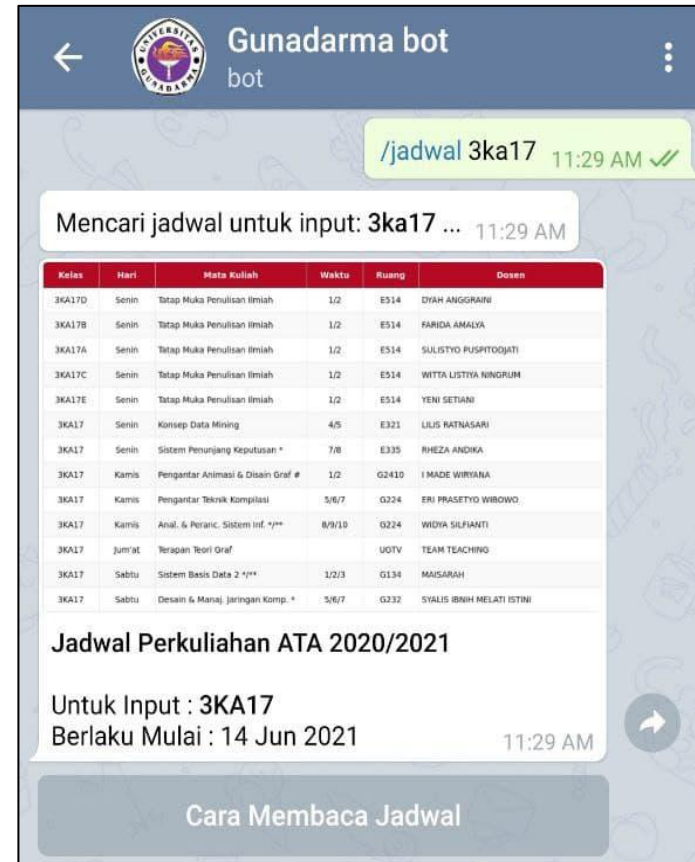 UNIVERSITAS GUNADARMA
Gunadarma bot
bot
/jadwal 3ka17 11:29 AM
Mencari jadwal untuk input: 3ka17 ... 11:29 AM
Kelas Hari Mata Kuliah Waktu Ruang Dosen
3KA17D Senin Tatap Muka Penulisan Ilmiah 1/2 E514 DYAH ANGGRAINI
3KA17B Senin Tatap Muka Penulisan Ilmiah 1/2 E514 FARIDA AMALYA
3KA17A Senin Tatap Muka Penulisan Ilmiah 1/2 E514 SULISTYO PUSPITODJATI
3KA17C Senin Tatap Muka Penulisan Ilmiah 1/2 E514 WITTA LISTIYA NINGRUM
3KA17E Senin Tatap Muka Penulisan Ilmiah 1/2 E514 YENI SETIANI
3KA17 Senin Konsep Data Mining 4/5 E321 LILIS RATNASARI
3KA17 Senin Sistem Penunjang Keputusan * 7/8 E335 RHEZA ANDIKA
3KA17 Kamis Pengantar Animasi & Disain Graf # 1/2 G2410 I MADE WIRYANA
3KA17 Kamis Pengantar Teknik Kompilasi 5/6/7 G224 ERI PRASETYO WIBOWO
3KA17 Kamis Anal. & Peranc. Sistem Inf. */** 8/9/10 G224 WIDYA SILFIANTI
3KA17 Jum'at Terapan Teori Graf UGTV TEAM TEACHING
3KA17 Sabtu Sistem Basis Data 2 */** 1/2/3 G134 MAISARAH
3KA17 Sabtu Desain & Manaj. Jaringan Komp. * 5/6/7 G232 SYALIS IBNIH MELATI ISTINI
Jadwal Perkuliahan ATA 2020/2021
Untuk Input : 3KA17
Berlaku Mulai : 14 Jun 2021 11:29 AM
Cara Membaca Jadwal